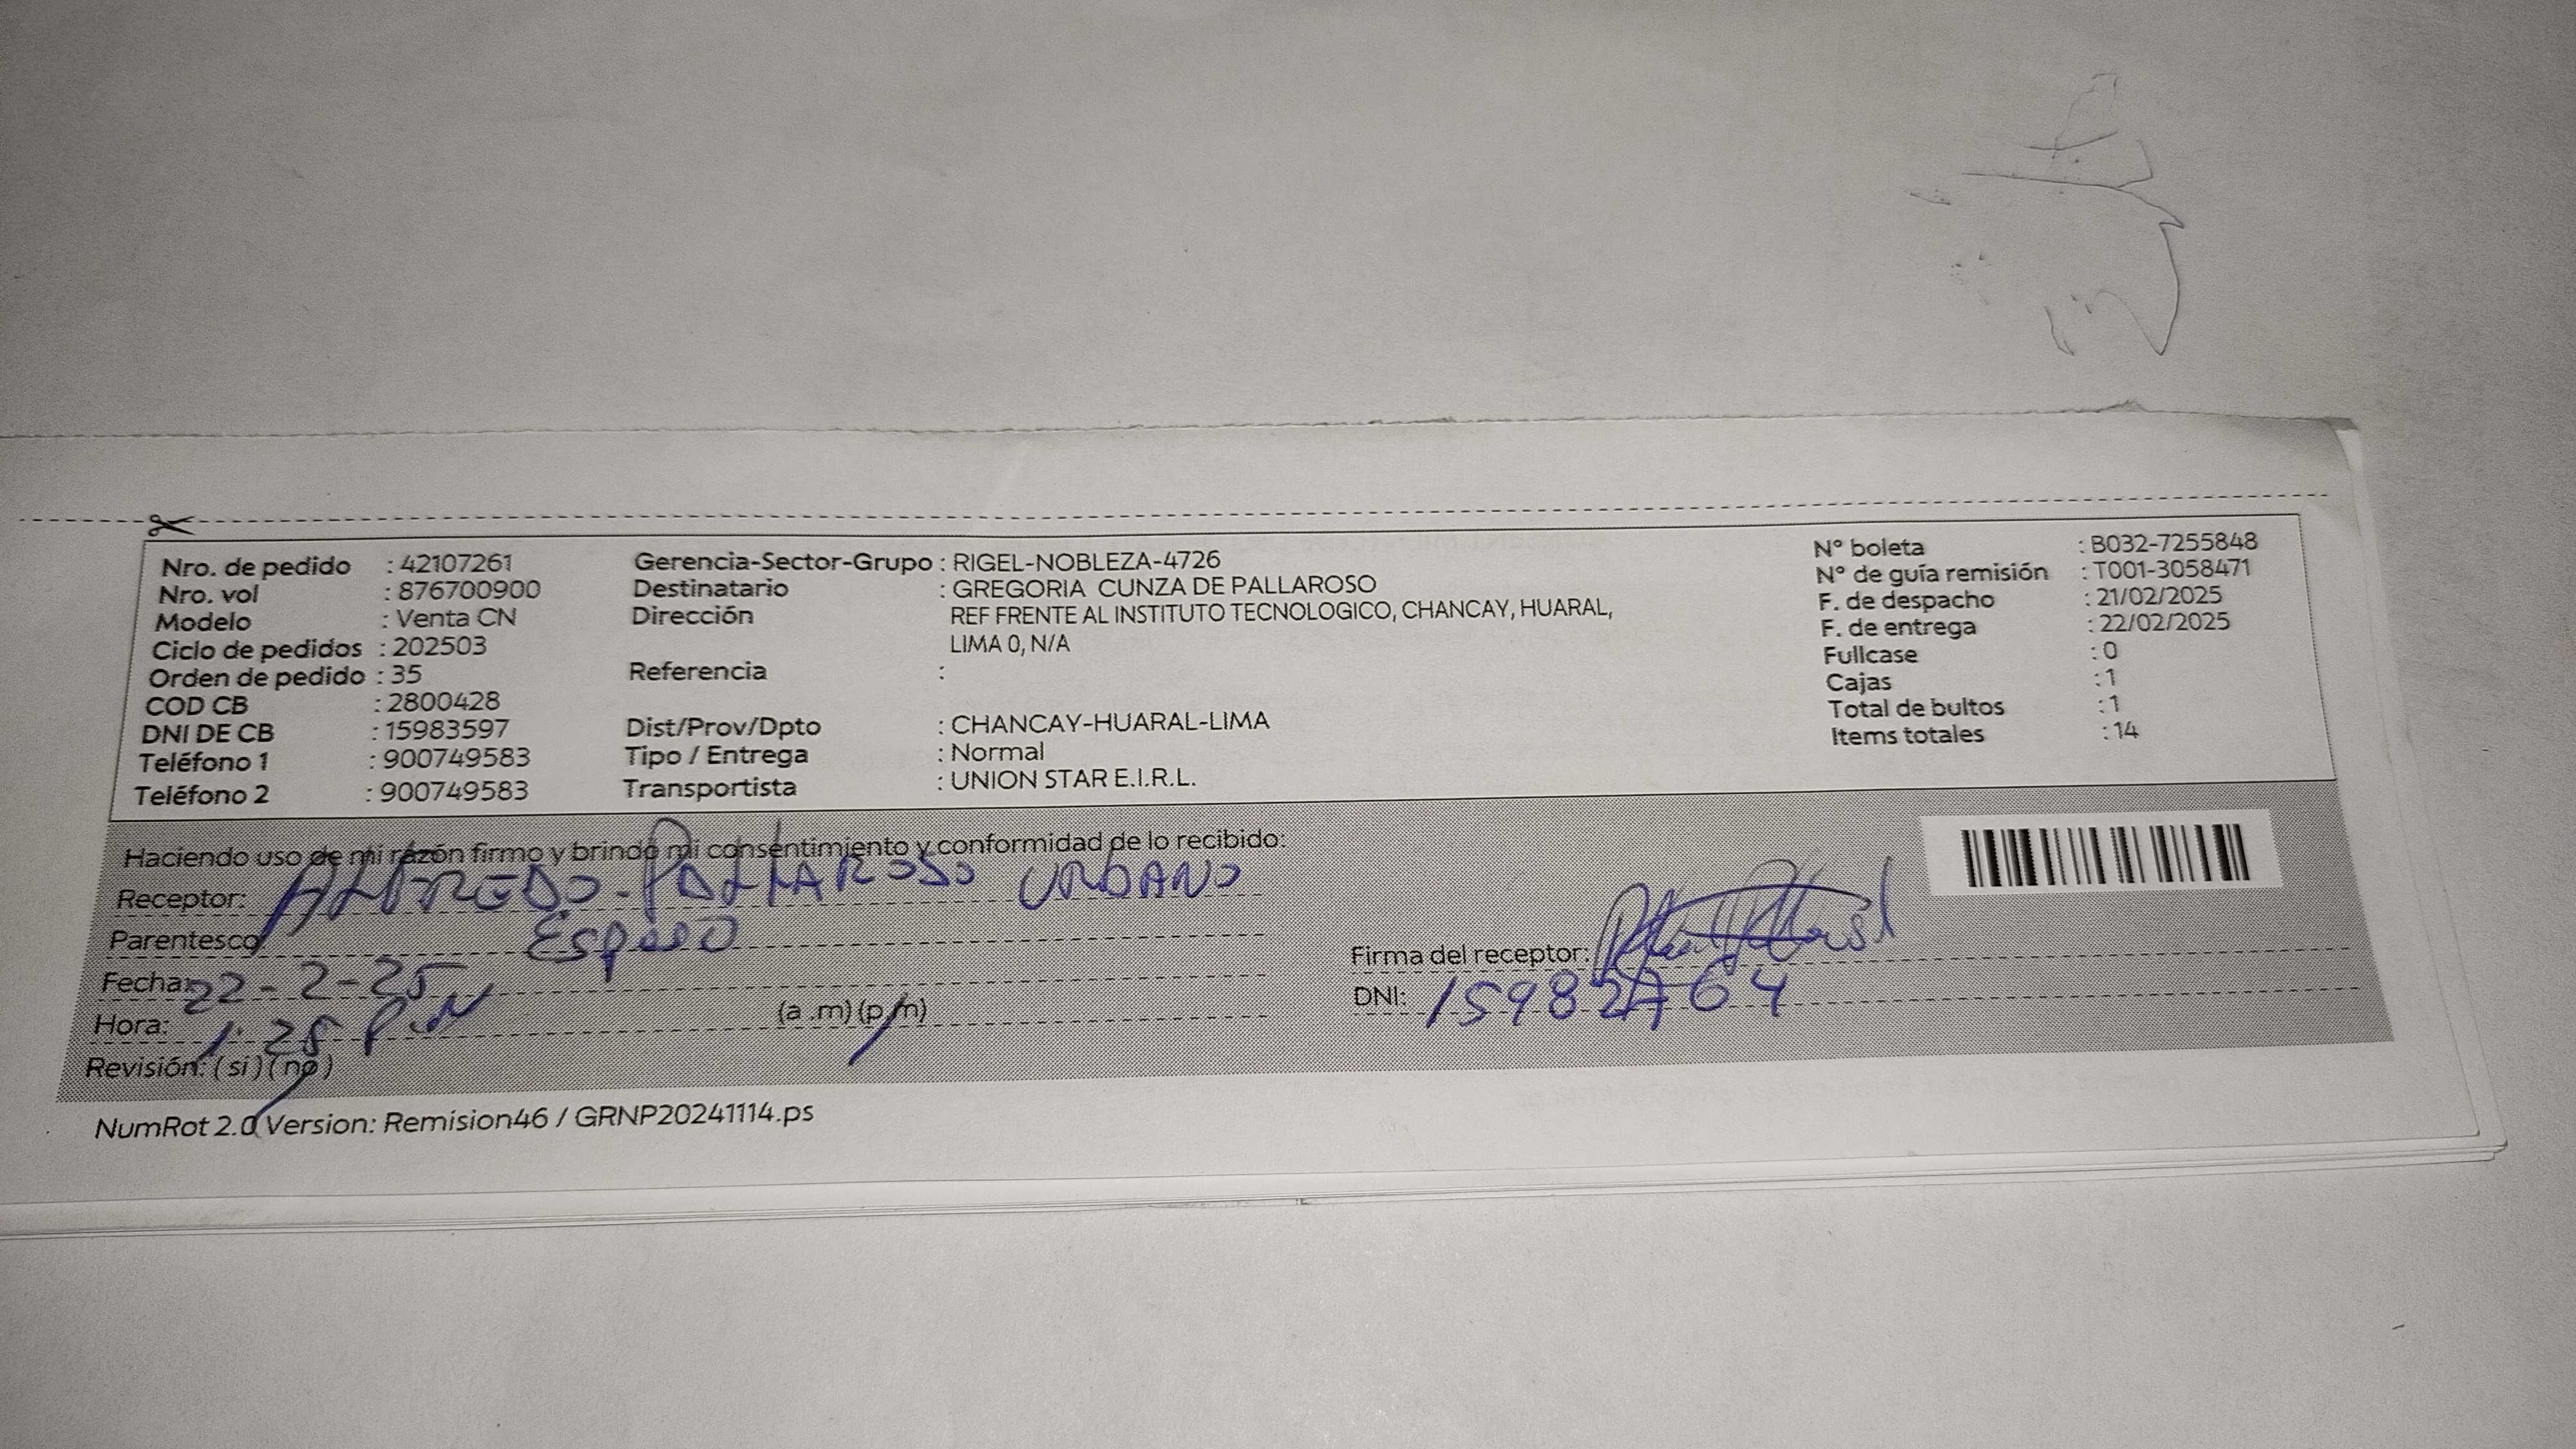 Nro. de pedido : 42107261
Nro. vol : 876700900
Modelo : Venta CN
Ciclo de pedidos : 202503
Orden de pedido : 35
COD CB : 2800428
DNI DE CB : 15983597
Teléfono 1 : 900749583
Teléfono 2 : 900749583
Gerencia-Sector-Grupo : RIGEL-NOBLEZA-4726
Destinatario : GREGORIA CUNZA DE PALLAROSO
Dirección REF FRENTE AL INSTITUTO TECNOLOGICO, CHANCAY, HUARAL,
LIMA 0, N/A
Referencia :
Dist/Prov/Dpto : CHANCAY-HUARAL-LIMA
Tipo / Entrega : Normal
Transportista : UNION STAR E.I.R.L.
N° boleta : B032-7255848
N° de guía remisión : T001-3058471
F. de despacho : 21/02/2025
F. de entrega : 22/02/2025
Fullcase : 0
Cajas : 1
Total de bultos : 1
Items totales : 14
Haciendo uso de mi razón firmo y brindo mi consentimiento y conformidad de lo recibido:
Receptor: ALFREDO-PALLAROSO URBANO
Parentesco: Esposo
Fecha: 22-2-25
Hora: 1:25 P.M (a .m) (p/m)
Revisión: (si) (no)
Firma del receptor:
DNI: 15982764
NumRot 2.0 Version: Remision46 / GRNP20241114.ps